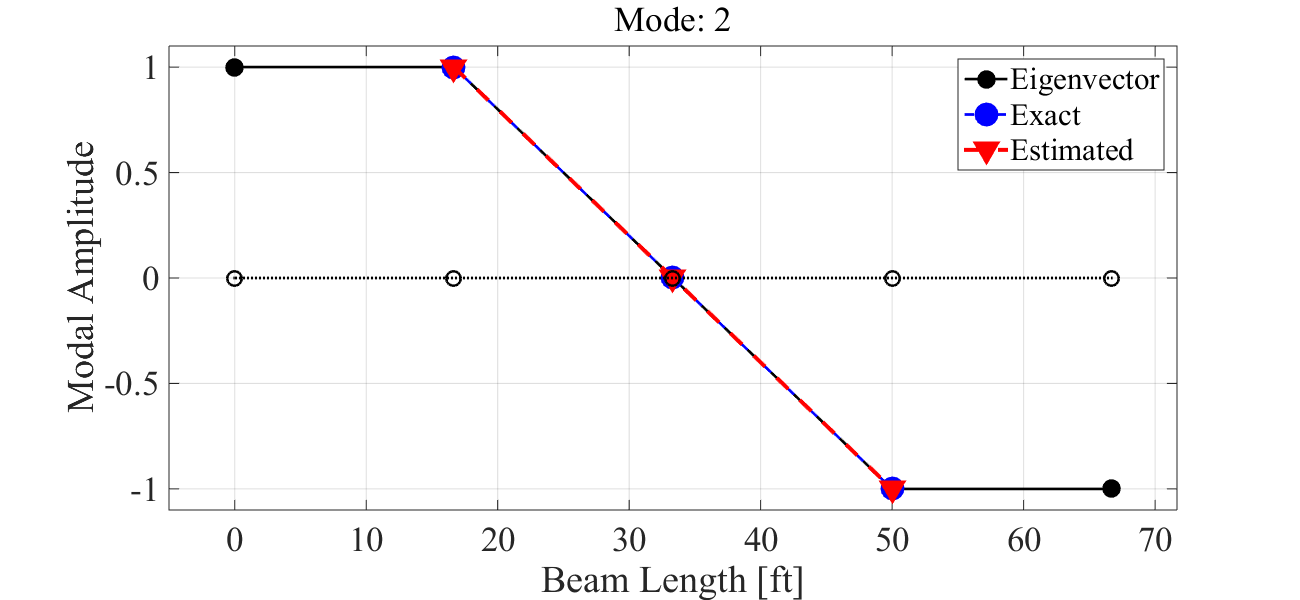 Mode: 2
Modal Amplitude
1
0.5
0
-0.5
-1
Eigenvector
Exact
Estimated
0 10 20 30 40 50 60 70
Beam Length [ft]